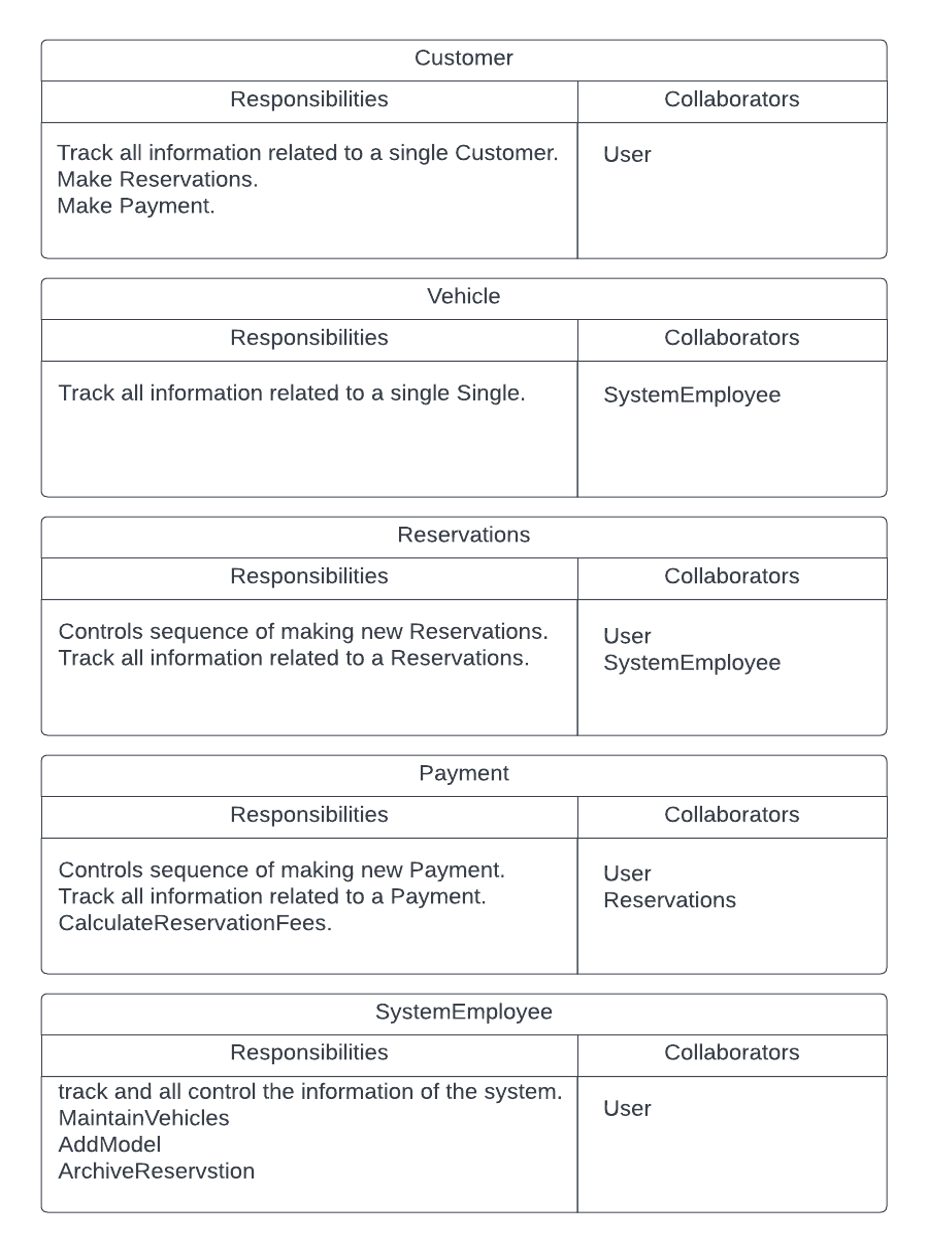 Customer
Responsibilities
Collaborators
Track all information related to a single Customer.
Make Reservations.
Make Payment.
User
Vehicle
Responsibilities
Collaborators
Track all information related to a single Single.
SystemEmployee
Reservations
Responsibilities
Collaborators
Controls sequence of making new Reservations.
Track all information related to a Reservations.
User
SystemEmployee
Payment
Responsibilities
Collaborators
Controls sequence of making new Payment.
Track all information related to a Payment.
CalculateReservationFees.
User
Reservations
SystemEmployee
Responsibilities
Collaborators
track and all control the information of the system.
MaintainVehicles
AddModel
ArchiveReservstion
User